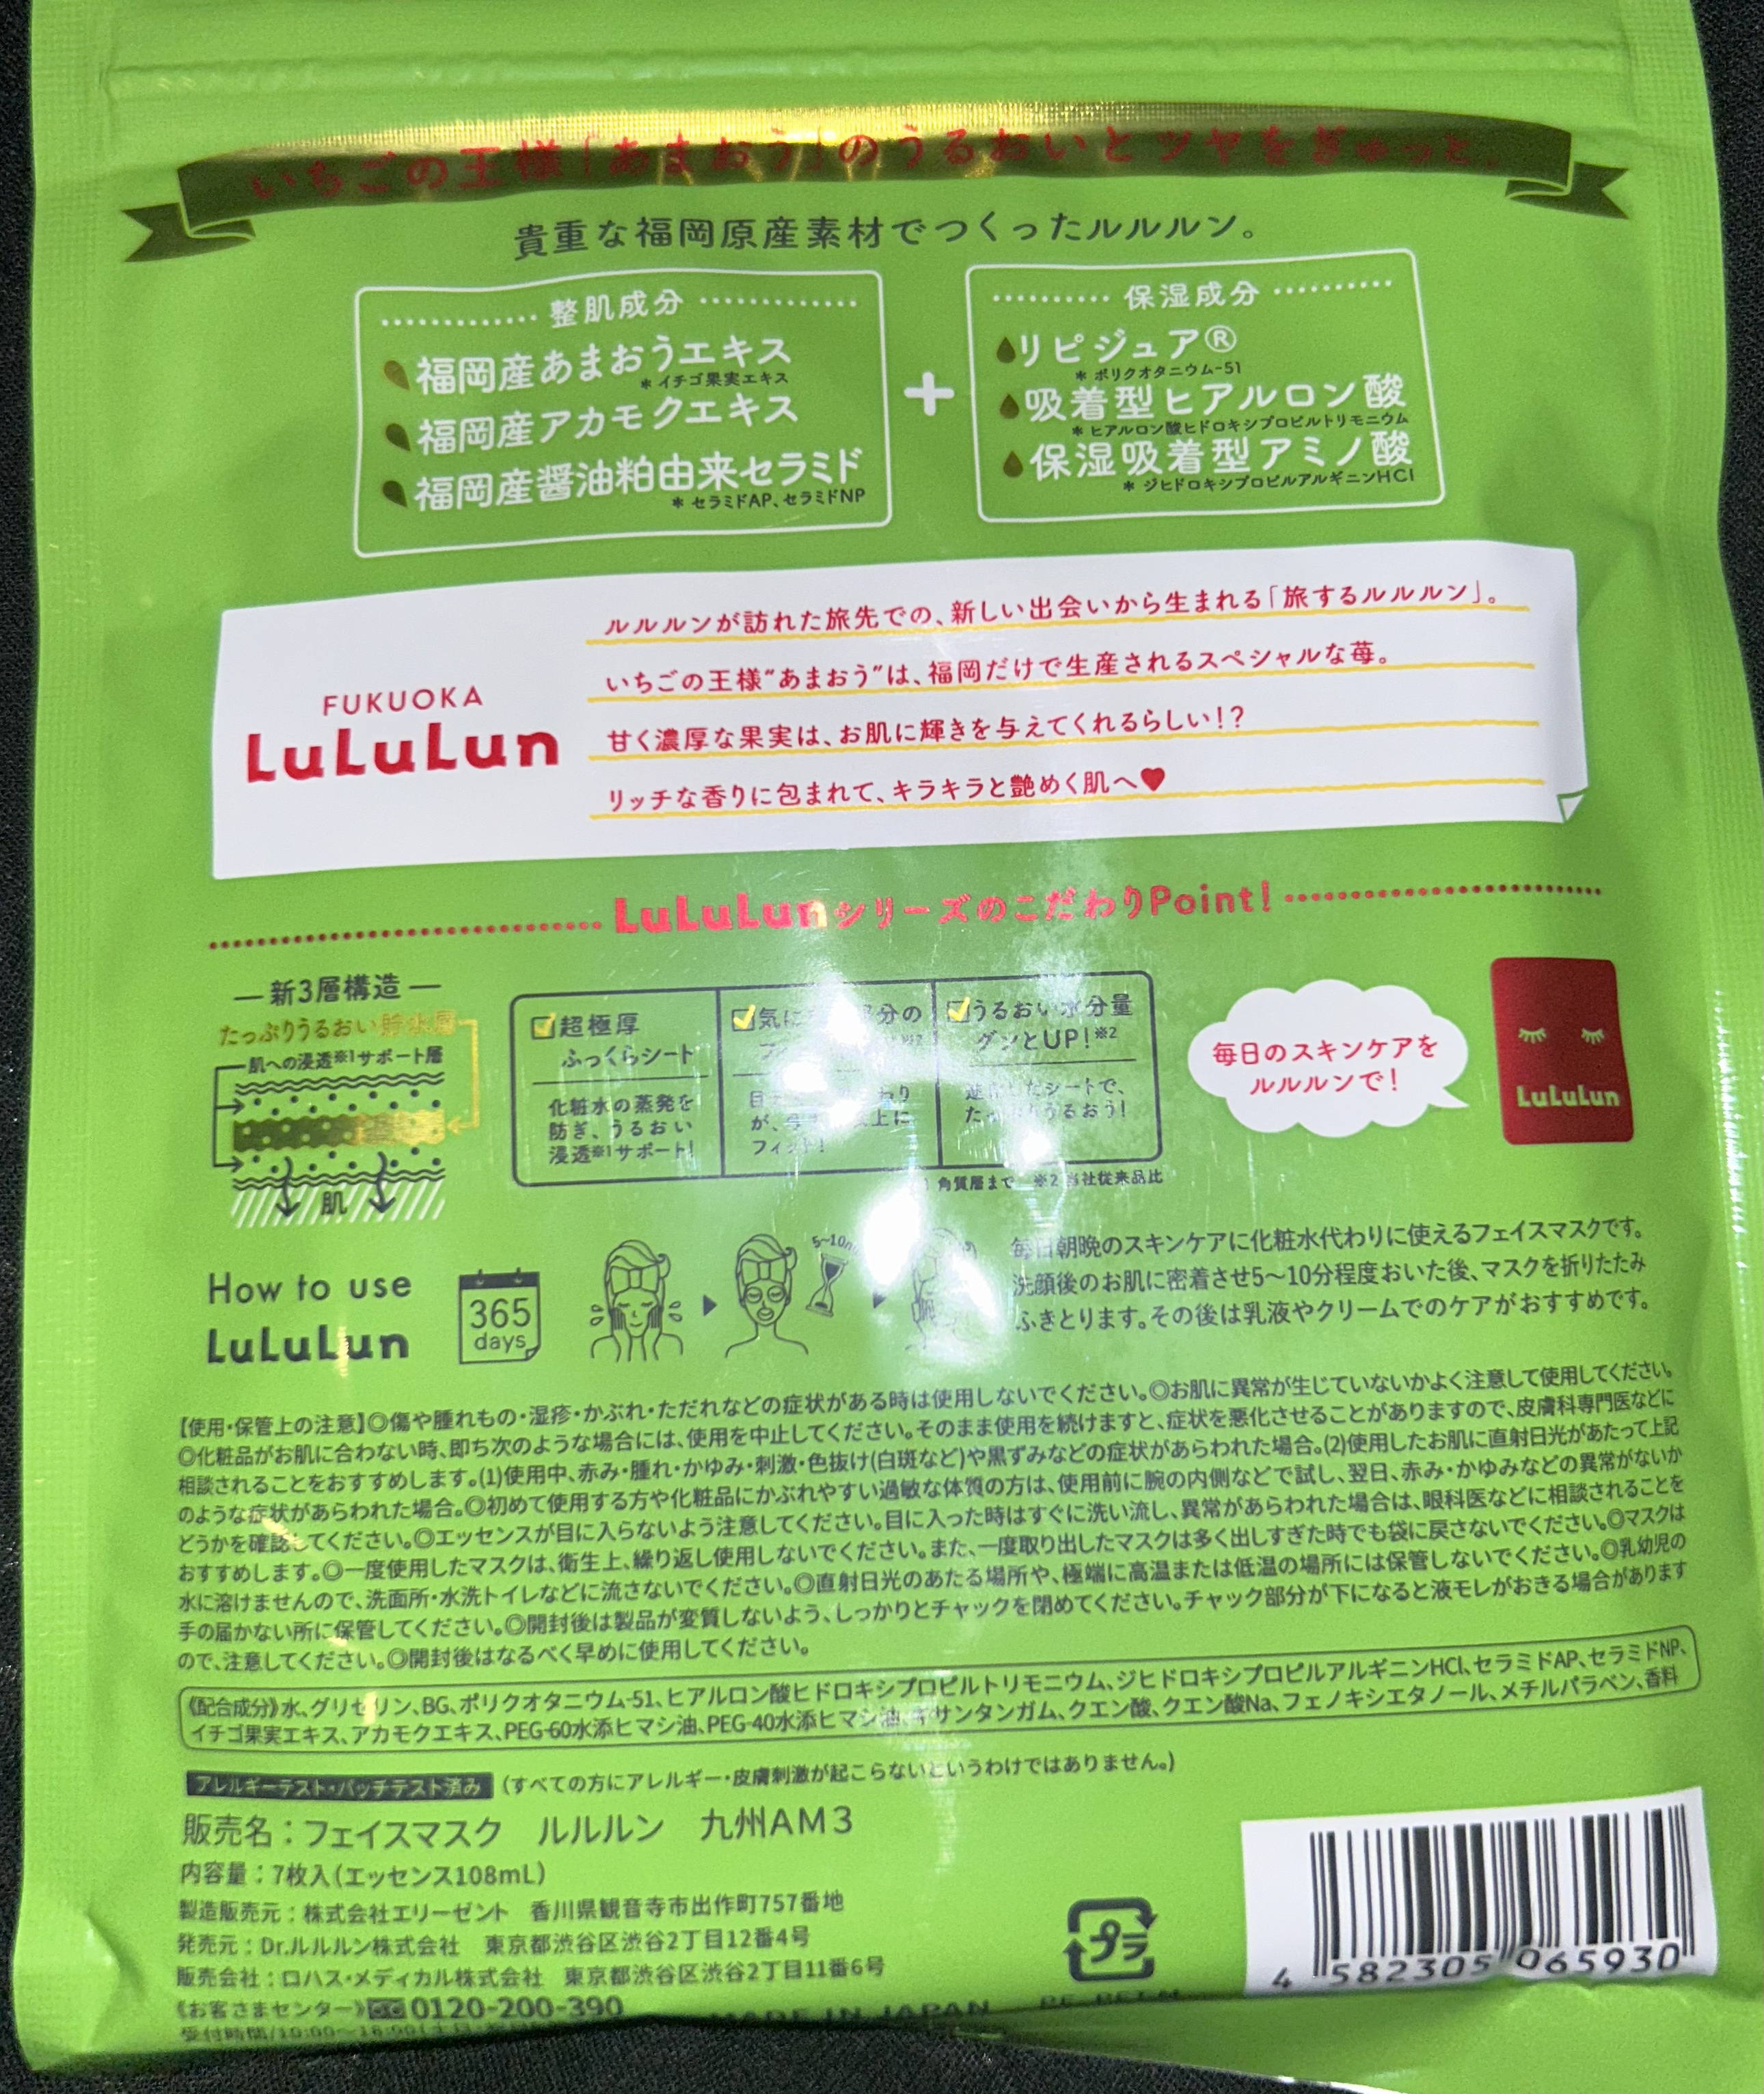 いちごの王様「あまおう」のうるおいとツヤをぎゅっと。
貴重な福岡原産素材でつくったルルルン。
整肌成分
福岡産あまおうエキス
＊イチゴ果実エキス
福岡産アカモクエキス
福岡産醤油粕由来セラミド
＊セラミドAP、セラミドNP
+
保湿成分
リピジュア®
＊ポリクオタニウム-51
吸着型ヒアルロン酸
＊ヒアルロン酸ヒドロキシプロピルトリモニウム
保湿吸着型アミノ酸
＊ジヒドロキシプロピルアルギニンHCl
FUKUOKA
LuLuLun
ルルルンが訪れた旅先での、新しい出会いから生まれる「旅するルルルン」。
いちごの王様"あまおう"は、福岡だけで生産されるスペシャルな苺。
甘く濃厚な果実は、お肌に輝きを与えてくれるらしい！？
リッチな香りに包まれて、キラキラと艶めく肌へ♥
LuLuLunシリーズのこだわりPoint!
新3層構造
たっぷりうるおい貯水層
肌への浸透※1サポート層
肌
超極厚
ふっくらシート
化粧水の蒸発を
防ぎ、うるおい
浸透※1サポート!
気に 分の
目 おり
が、 上に
フィット!
うるおい水分量
グンとUP!※2
たシートで、
たっぷりうるおう!
角質層まで ※2 当社従来品比
毎日のスキンケアを
ルルルンで!
LuLuLun
How to use
LuLuLun
365
days
5~10
毎日朝晩のスキンケアに化粧水代わりに使えるフェイスマスクです。
洗顔後のお肌に密着させ5〜10分程度おいた後、マスクを折りたたみ
ふきとります。その後は乳液やクリームでのケアがおすすめです。
【使用・保管上の注意】◎傷や腫れもの・湿疹・かぶれ・ただれなどの症状がある時は使用しないでください。◎お肌に異常が生じていないかよく注意して使用してください。
◎化粧品がお肌に合わない時、即ち次のような場合には、使用を中止してください。そのまま使用を続けますと、症状を悪化させることがありますので、皮膚科専門医などに
相談されることをおすすめします。(1)使用中、赤み・腫れ・かゆみ・刺激・色抜け(白斑など)や黒ずみなどの症状があらわれた場合。(2)使用したお肌に直射日光があたって上記
のような症状があらわれた場合。◎初めて使用する方や化粧品にかぶれやすい過敏な体質の方は、使用前に腕の内側などで試し、翌日、赤み・かゆみなどの異常がないか
どうかを確認してください。◎エッセンスが目に入らないよう注意してください。目に入った時はすぐに洗い流し、異常があらわれた場合は、眼科医などに相談されることを
おすすめします。◎一度使用したマスクは、衛生上、繰り返し使用しないでください。また、一度取り出したマスクは多く出しすぎた時でも袋に戻さないでください。◎マスクは
水に溶けませんので、洗面所・水洗トイレなどに流さないでください。◎直射日光のあたる場所や、極端に高温または低温の場所には保管しないでください。◎乳幼児の
手の届かない所に保管してください。◎開封後は製品が変質しないよう、しっかりとチャックを閉めてください。チャック部分が下になると液モレがおきる場合があります
ので、注意してください。◎開封後はなるべく早めに使用してください。
《配合成分》水、グリセリン、BG、ポリクオタニウム-51、ヒアルロン酸ヒドロキシプロピルトリモニウム、ジヒドロキシプロピルアルギニンHCl、セラミドAP、セラミドNP、
イチゴ果実エキス、アカモクエキス、PEG-60水添ヒマシ油、PEG-40水添ヒマシ油、キサンタンガム、クエン酸、クエン酸Na、フェノキシエタノール、メチルパラベン、香料
アレルギーテスト・パッチテスト済み (すべての方にアレルギー・皮膚刺激が起こらないというわけではありません。)
販売名：フェイスマスク ルルルン 九州AM3
内容量：7枚入(エッセンス108mL)
製造販売元：株式会社エリーゼント 香川県観音寺市出作町757番地
発売元：Dr.ルルルン株式会社 東京都渋谷区渋谷2丁目12番4号
販売会社：ロハス・メディカル株式会社 東京都渋谷区渋谷2丁目11番6号
《お客さまセンター》0120-200-390
受付時間/10:00〜16:00(土・日・
MADE IN JAPAN
プラ
4 582305 065930